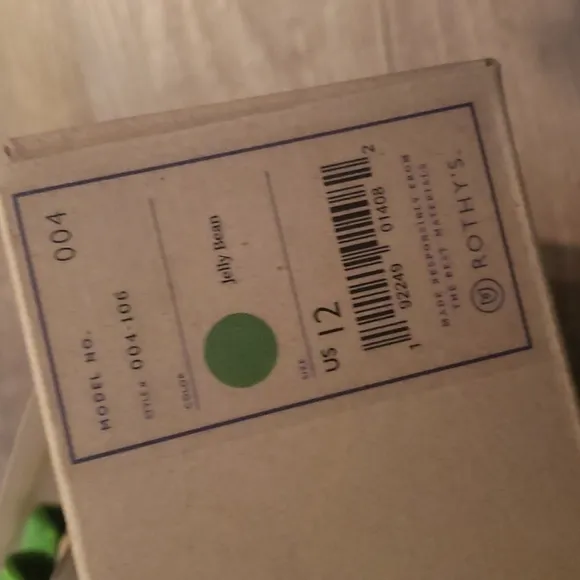 MODEL NO. 004
STYLE# 004-106
COLOR
Jelly Bean
SIZE
US 12
1 92249 01408 2
MADE RESPONSIBLY FROM
THE BEST MATERIALS
ROTHY'S.